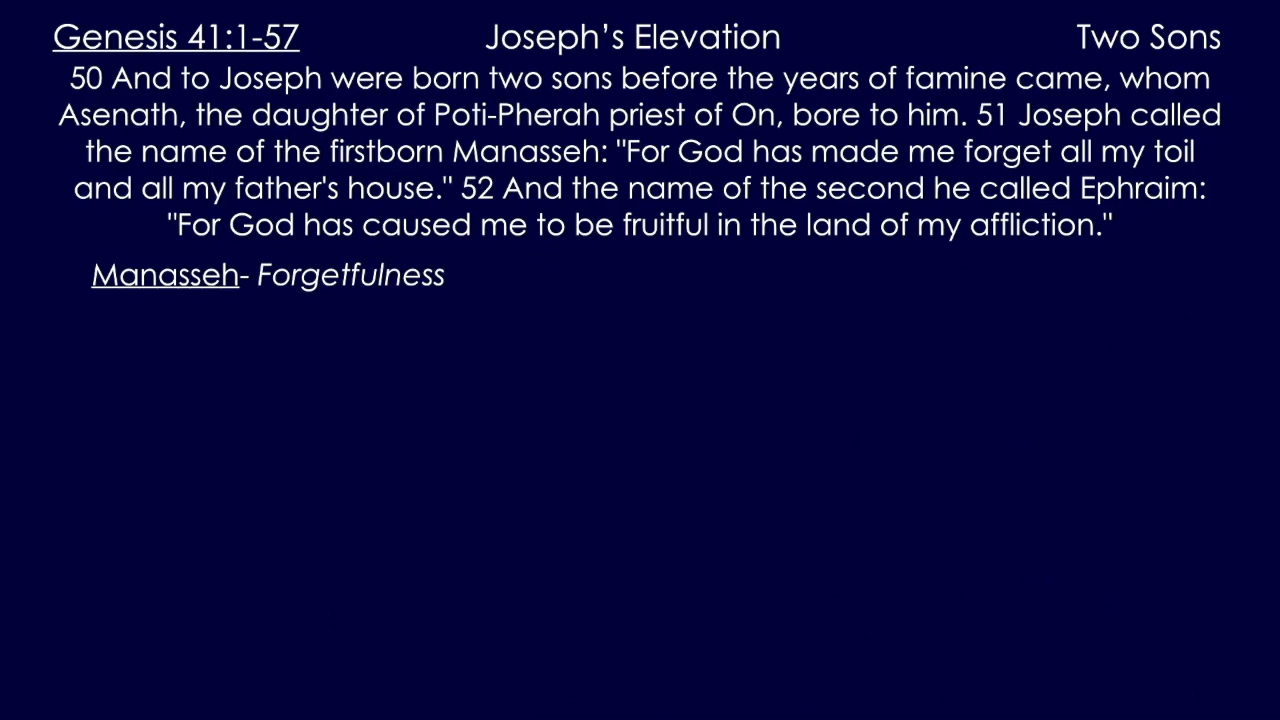 Genesis 41:1-57 Joseph’s Elevation Two Sons
50 And to Joseph were born two sons before the years of famine came, whom
Asenath, the daughter of Poti-Pherah priest of On, bore to him. 51 Joseph called
the name of the firstborn Manasseh: "For God has made me forget all my toil
and all my father's house." 52 And the name of the second he called Ephraim:
"For God has caused me to be fruitful in the land of my affliction."
Manasseh- Forgetfulness